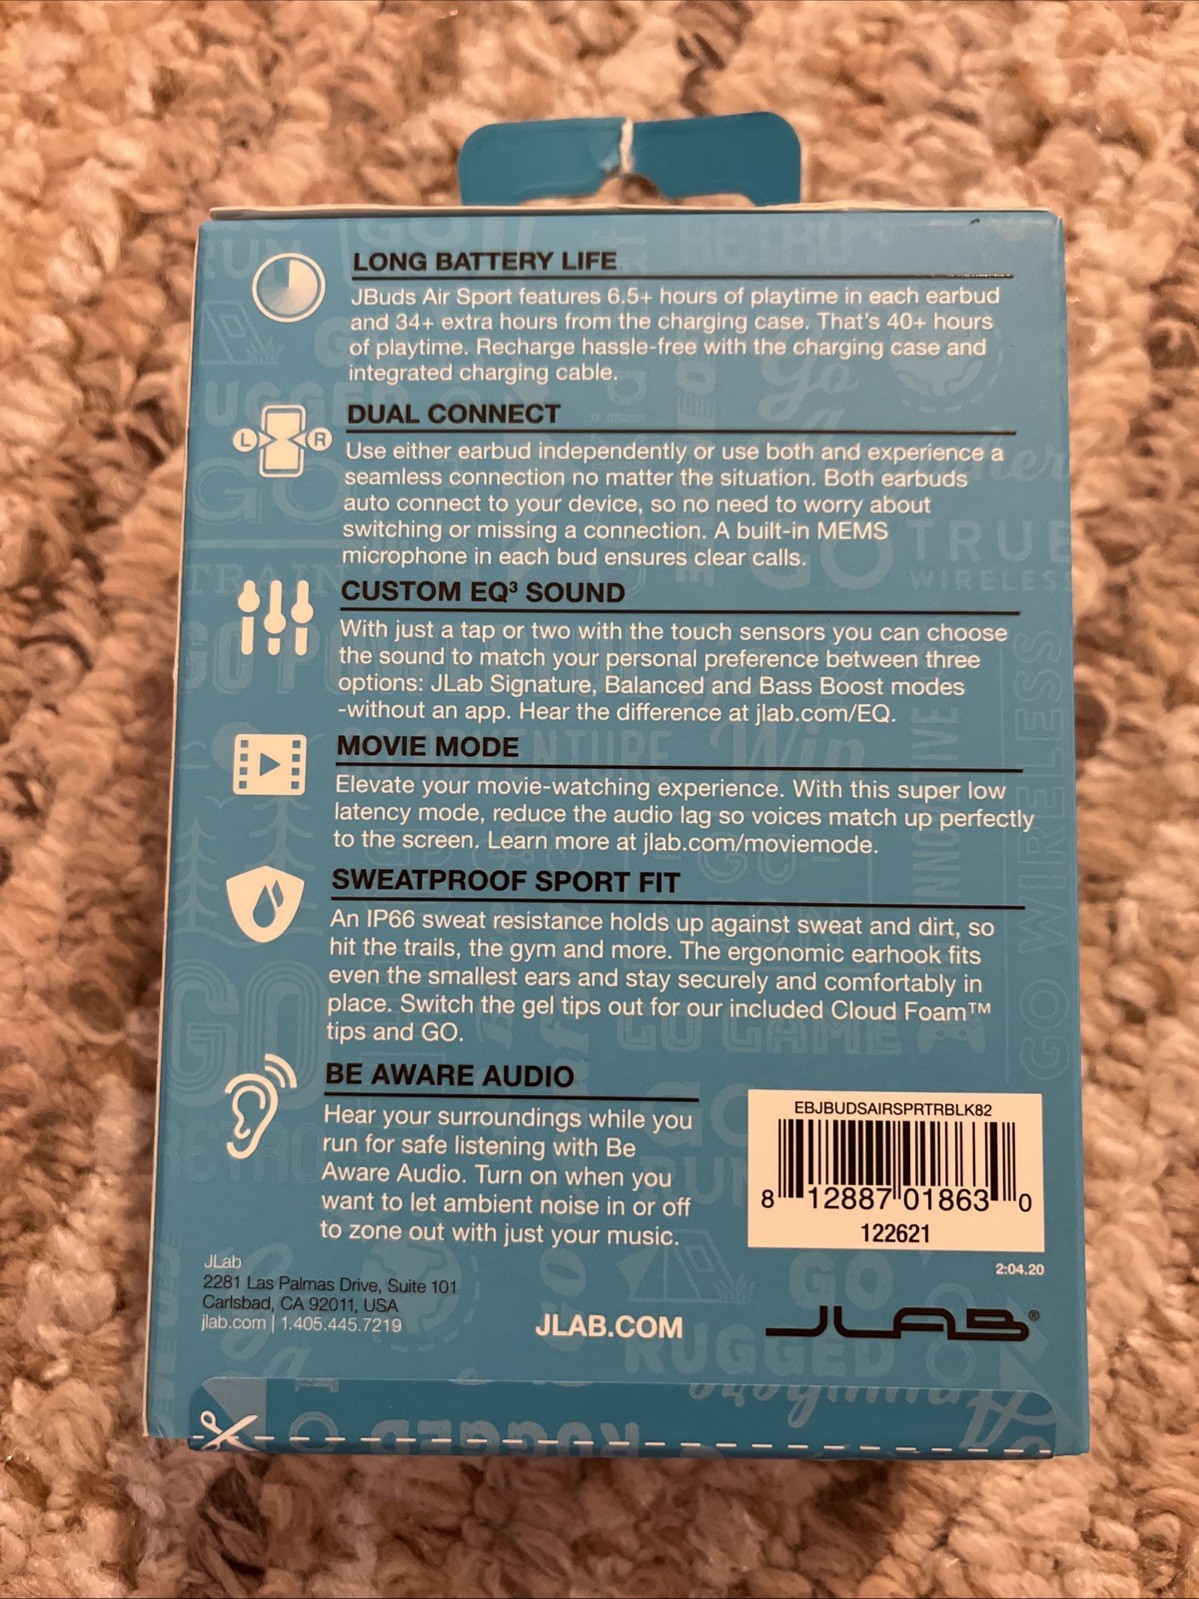 LONG BATTERY LIFE
JBuds Air Sport features 6.5+ hours of playtime in each earbud
and 34+ extra hours from the charging case. That's 40+ hours
of playtime. Recharge hassle-free with the charging case and
integrated charging cable.
L R
DUAL CONNECT
Use either earbud independently or use both and experience a
seamless connection no matter the situation. Both earbuds
auto connect to your device, so no need to worry about
switching or missing a connection. A built-in MEMS
microphone in each bud ensures clear calls.
CUSTOM EQ³ SOUND
With just a tap or two with the touch sensors you can choose
the sound to match your personal preference between three
options: JLab Signature, Balanced and Bass Boost modes
-without an app. Hear the difference at jlab.com/EQ.
MOVIE MODE
Elevate your movie-watching experience. With this super low
latency mode, reduce the audio lag so voices match up perfectly
to the screen. Learn more at jlab.com/moviemode.
SWEATPROOF SPORT FIT
An IP66 sweat resistance holds up against sweat and dirt, so
hit the trails, the gym and more. The ergonomic earhook fits
even the smallest ears and stay securely and comfortably in
place. Switch the gel tips out for our included Cloud Foam™
tips and GO.
BE AWARE AUDIO
Hear your surroundings while you
run for safe listening with Be
Aware Audio. Turn on when you
want to let ambient noise in or off
to zone out with just your music.
EBJBUDSAIRSPRTRBLK82
8 12887 01863 0
122621
2:04.20
JLab
2281 Las Palmas Drive, Suite 101
Carlsbad, CA 92011, USA
jlab.com | 1.405.445.7219
JLAB.COM
JLAB®